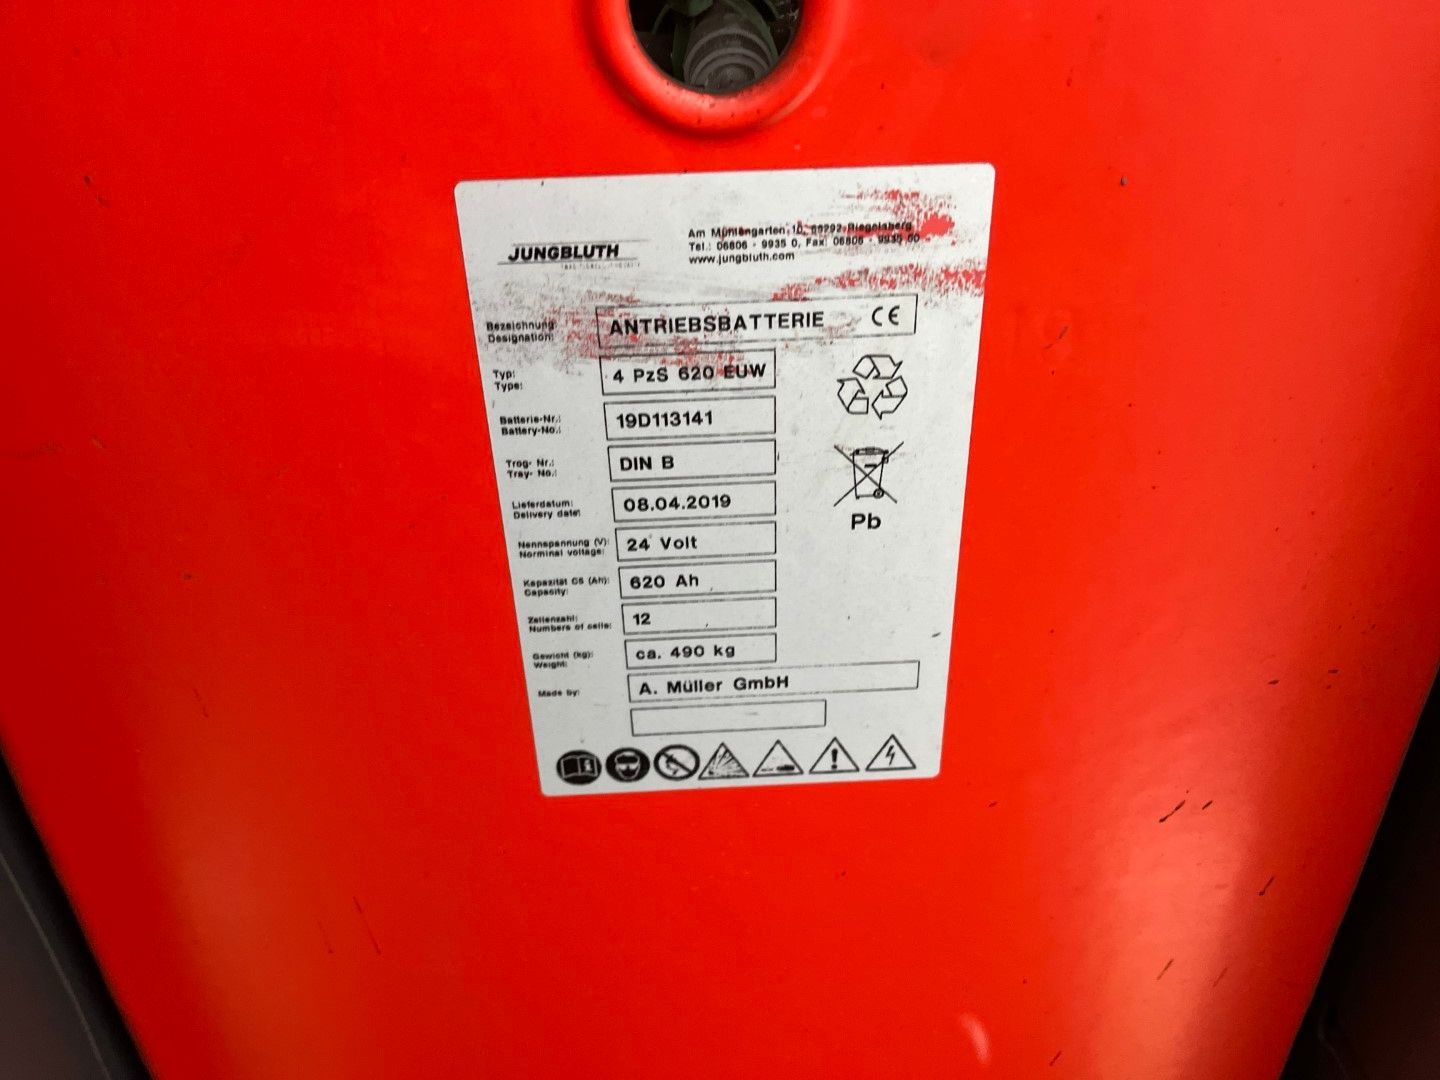 JUNGBLUTH
Am Mühlengarten 10, 66292 Riegelsberg
Tel.: 06806 - 9935 0, Fax: 06806 - 9935 50
www.jungbluth.com
Bezeichnung:
Designation:
ANTRIEBSBATTERIE CE
Typ:
Type:
4 PzS 620 EUW
Batterie-Nr.:
Battery-No.:
19D113141
Trog- Nr.:
Tray- No.:
DIN B
Lieferdatum:
Delivery date:
08.04.2019
Nennspannung (V):
Norminal voltage:
24 Volt
Kapazität C5 (Ah):
Capacity:
620 Ah
Zellenzahl:
Numbers of cells:
12
Gewicht (kg):
Weight:
ca. 490 kg
Made by:
A. Müller GmbH
Pb